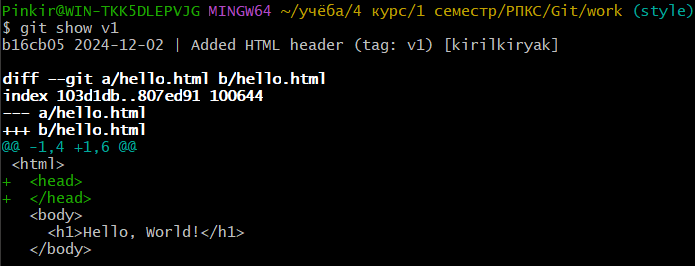 Pinkir@WIN-TKK5DLEPVJG MINGW64 ~/учёба/4 курс/1 семестр/РПКС/Git/work (style)
$ git show v1
b16cb05 2024-12-02 | Added HTML header (tag: v1) [kirilkiryak]
diff --git a/hello.html b/hello.html
index 103d1db..807ed91 100644
--- a/hello.html
+++ b/hello.html
@@ -1,4 +1,6 @@
 <html>
+  <head>
+  </head>
   <body>
     <h1>Hello, World!</h1>
   </body>